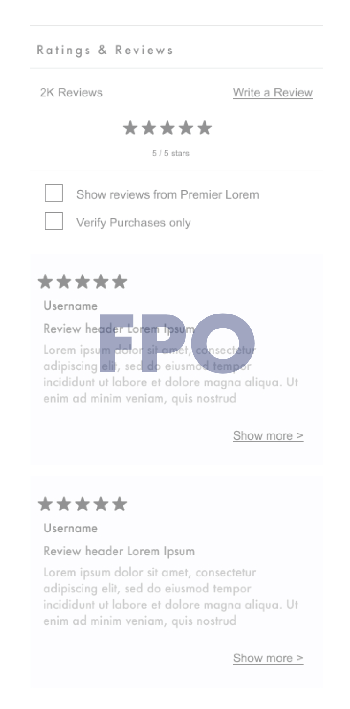 Ratings & Reviews
2K Reviews
Write a Review
5 / 5 stars
Show reviews from Premier Lorem
Verify Purchases only
Username
Review header Lorem Ipsum
FPO
Lorem ipsum dolor sit amet, consectetur
adipiscing elit, sed do eiusmod tempor
incididunt ut labore et dolore magna aliqua. Ut
enim ad minim veniam, quis nostrud
Show more >
Username
Review header Lorem Ipsum
Lorem ipsum dolor sit amet, consectetur
adipiscing elit, sed do eiusmod tempor
incididunt ut labore et dolore magna aliqua. Ut
enim ad minim veniam, quis nostrud
Show more >